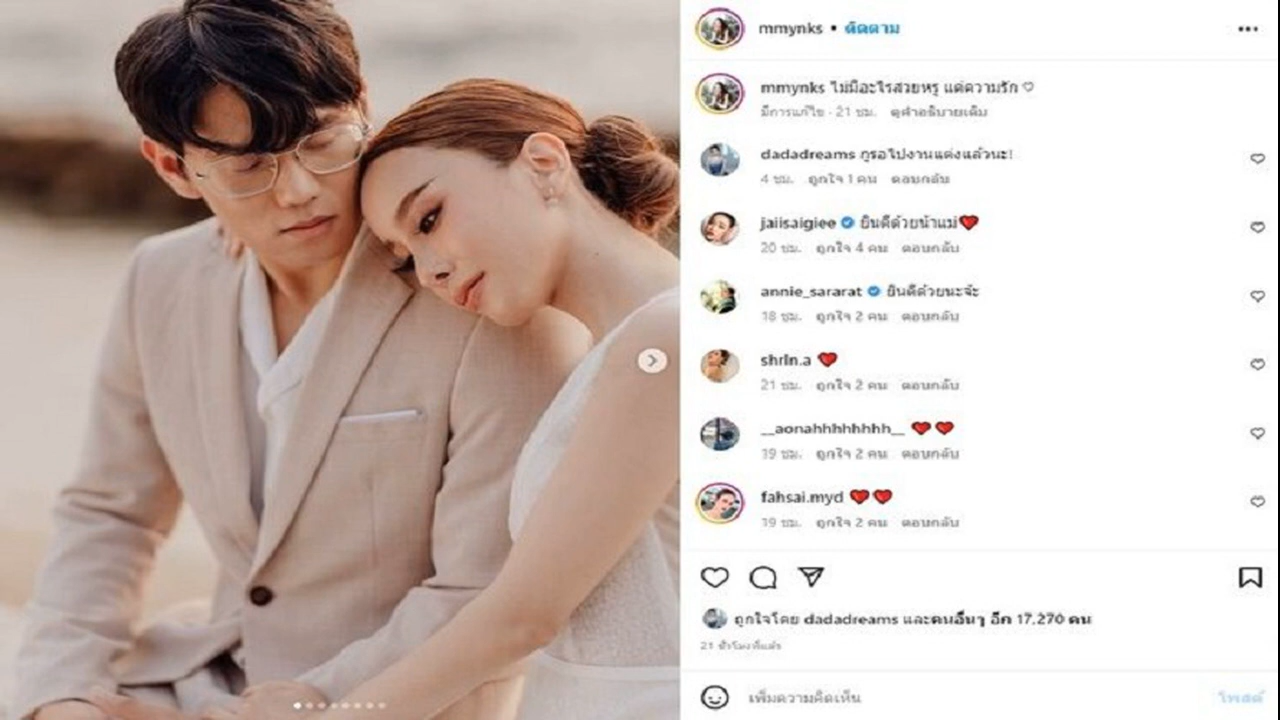 mmynks • ติดตาม
mmynks ไม่มีอะไรสวยหรู แต่ความรัก♡
มีการแก้ไข · 21 ชม. ดูคำอธิบายเดิม
dadadreams กูรอไปงานแต่งแล้วนะ!
4 ชม. ถูกใจ 1 คน ตอบกลับ
jaiisaigiee ยินดีด้วยน้าแม่❤️
20 ชม. ถูกใจ 4 คน ตอบกลับ
annie_sararat ยินดีด้วยนะจ้ะ
18 ชม. ถูกใจ 2 คน ตอบกลับ
shrln.a ❤️
21 ชม. ถูกใจ 2 คน ตอบกลับ
__aonahhhhhhhh__ ❤️❤️
19 ชม. ถูกใจ 2 คน ตอบกลับ
fahsai.myd ❤️❤️
19 ชม. ถูกใจ 2 คน ตอบกลับ
ถูกใจโดย dadadreams และคนอื่นๆ อีก 17,270 คน
21 ชั่วโมงที่แล้ว
เพิ่มความคิดเห็น
โพสต์